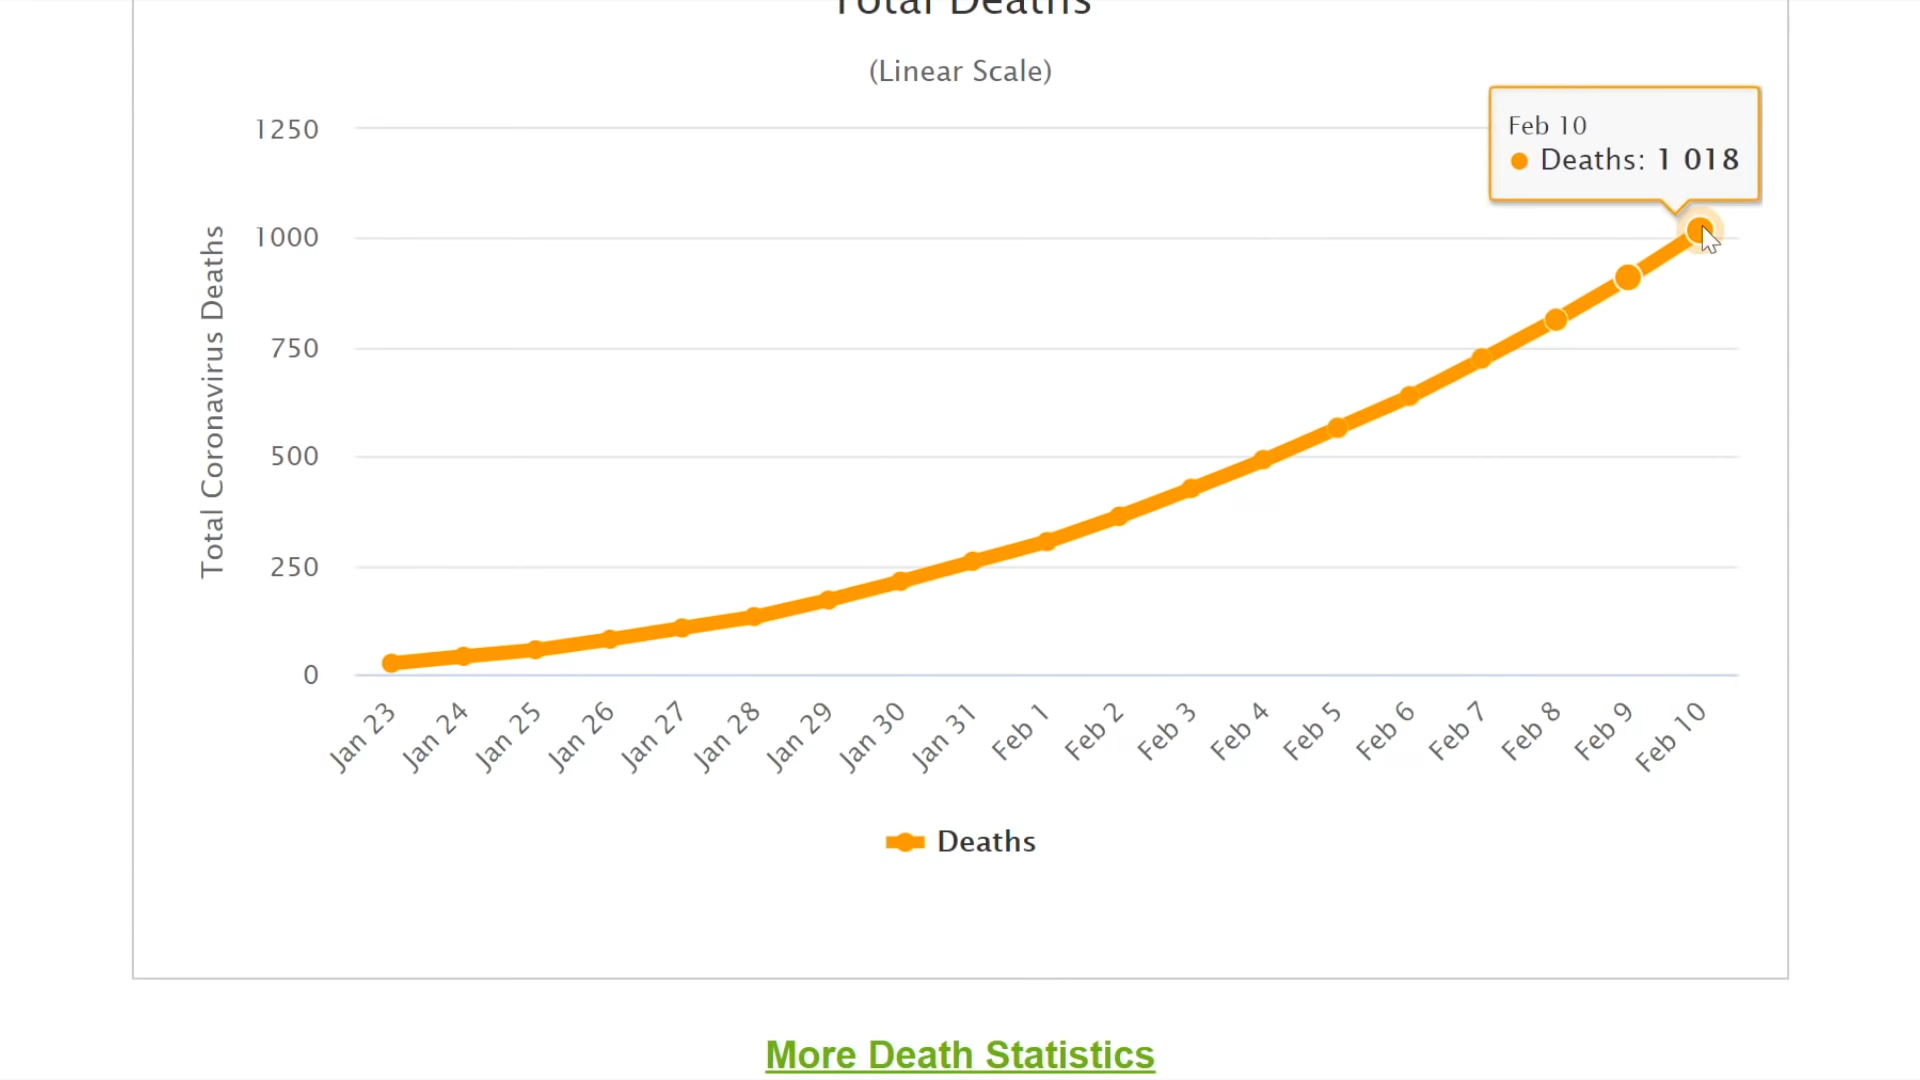 Total Deaths
(Linear Scale)
Feb 10
Deaths: 1 018
Total Coronavirus Deaths
1250
1000
750
500
250
0
Jan 23
Jan 24
Jan 25
Jan 26
Jan 27
Jan 28
Jan 29
Jan 30
Jan 31
Feb 1
Feb 2
Feb 3
Feb 4
Feb 5
Feb 6
Feb 7
Feb 8
Feb 9
Feb 10
Deaths
More Death Statistics